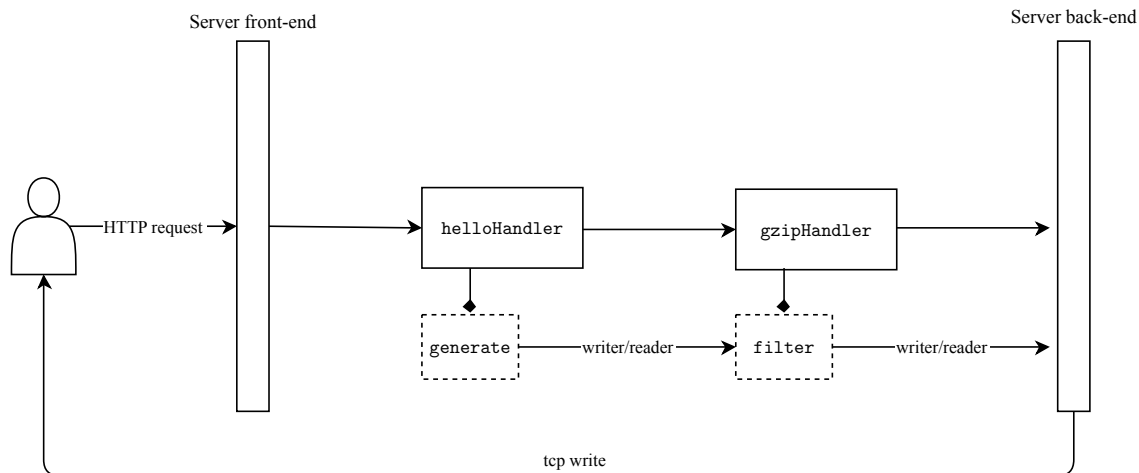 Server front-end
Server back-end
HTTP request
helloHandler
gzipHandler
generate
writer/reader
filter
writer/reader
tcp write